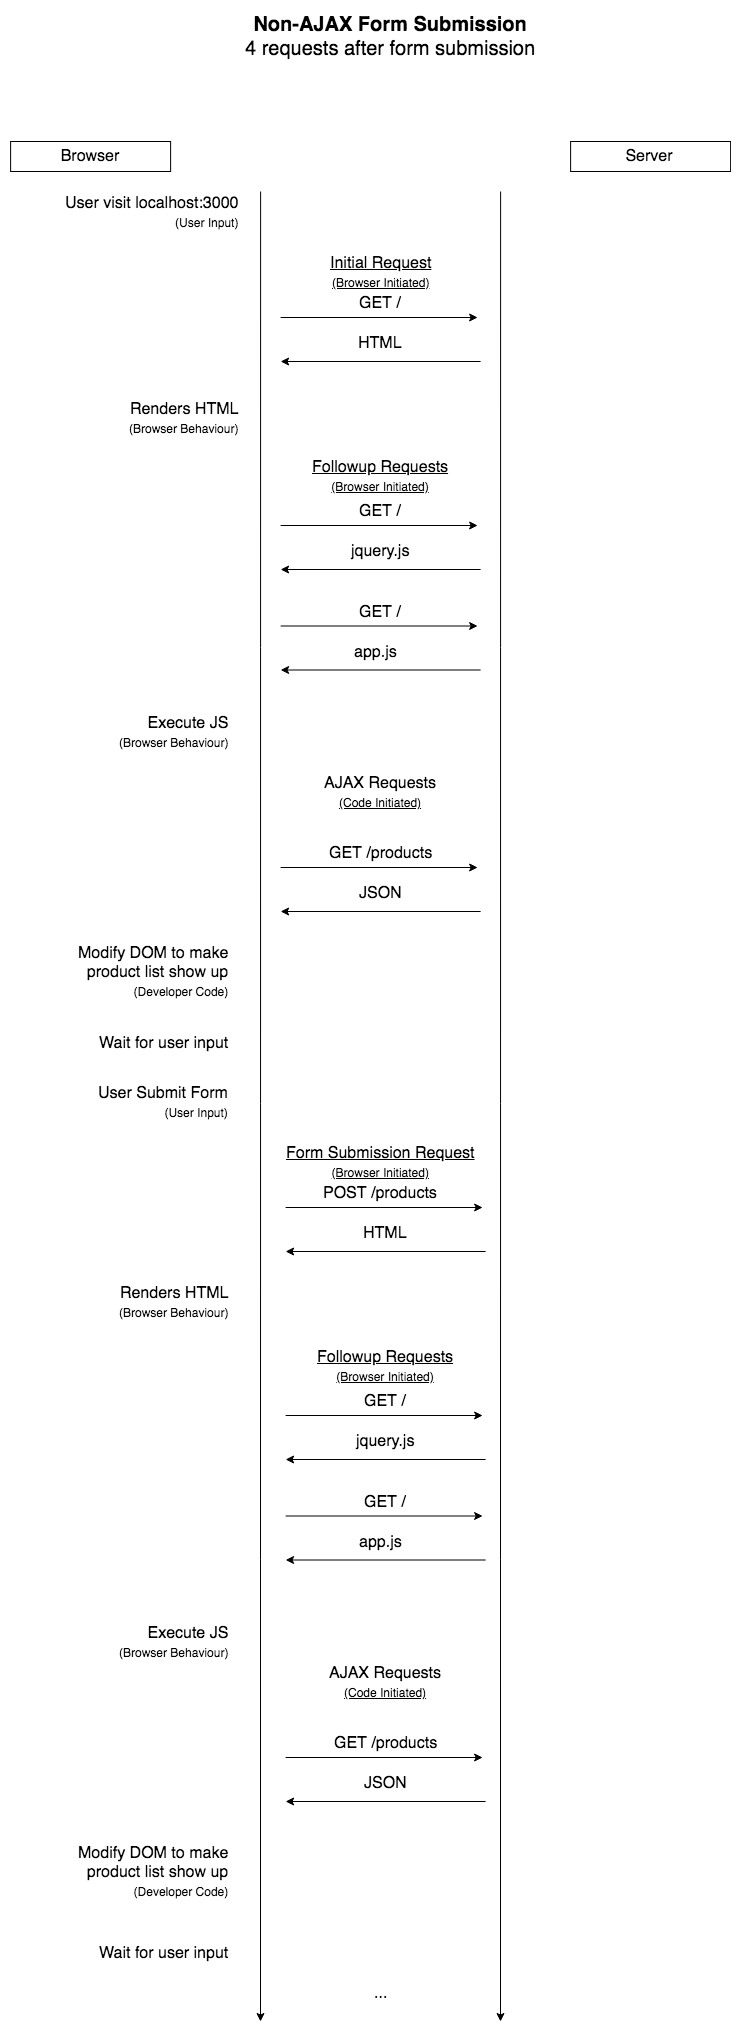 Non-AJAX Form Submission
4 requests after form submission
Browser
Server
User visit localhost:3000
(User Input)
Initial Request
(Browser Initiated)
GET /
HTML
Renders HTML
(Browser Behaviour)
Followup Requests
(Browser Initiated)
GET /
jquery.js
GET /
app.js
Execute JS
(Browser Behaviour)
AJAX Requests
(Code Initiated)
GET /products
JSON
Modify DOM to make
product list show up
(Developer Code)
Wait for user input
User Submit Form
(User Input)
Form Submission Request
(Browser Initiated)
POST /products
HTML
Renders HTML
(Browser Behaviour)
Followup Requests
(Browser Initiated)
GET /
jquery.js
GET /
app.js
Execute JS
(Browser Behaviour)
AJAX Requests
(Code Initiated)
GET /products
JSON
Modify DOM to make
product list show up
(Developer Code)
Wait for user input
...